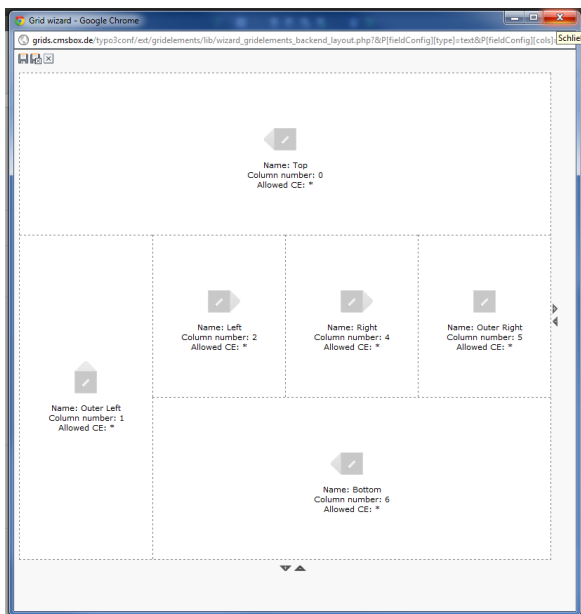 Grid wizard - Google Chrome
grids.cmsbox.de/typo3conf/ext/gridelements/lib/wizard_gridelements_backend_layout.php?&P[fieldConfig][type]=text&P[fieldConfig][cols]
Schließ
Name: Top
Column number: 0
Allowed CE: *
Name: Left
Column number: 2
Allowed CE: *
Name: Right
Column number: 4
Allowed CE: *
Name: Outer Right
Column number: 5
Allowed CE: *
Name: Outer Left
Column number: 1
Allowed CE: *
Name: Bottom
Column number: 6
Allowed CE: *